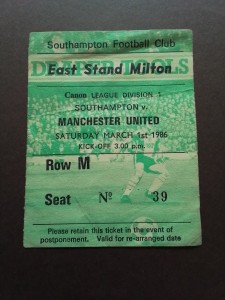 Southampton Football Club
East Stand Milton
Canon LEAGUE DIVISION 1
SOUTHAMPTON v.
MANCHESTER UNITED
SATURDAY MARCH 1st 1986
KICK-OFF 3.00 p.m.
Row M
Seat Nº 39
Please retain this ticket in the event of
postponement. Valid for re-arranged date